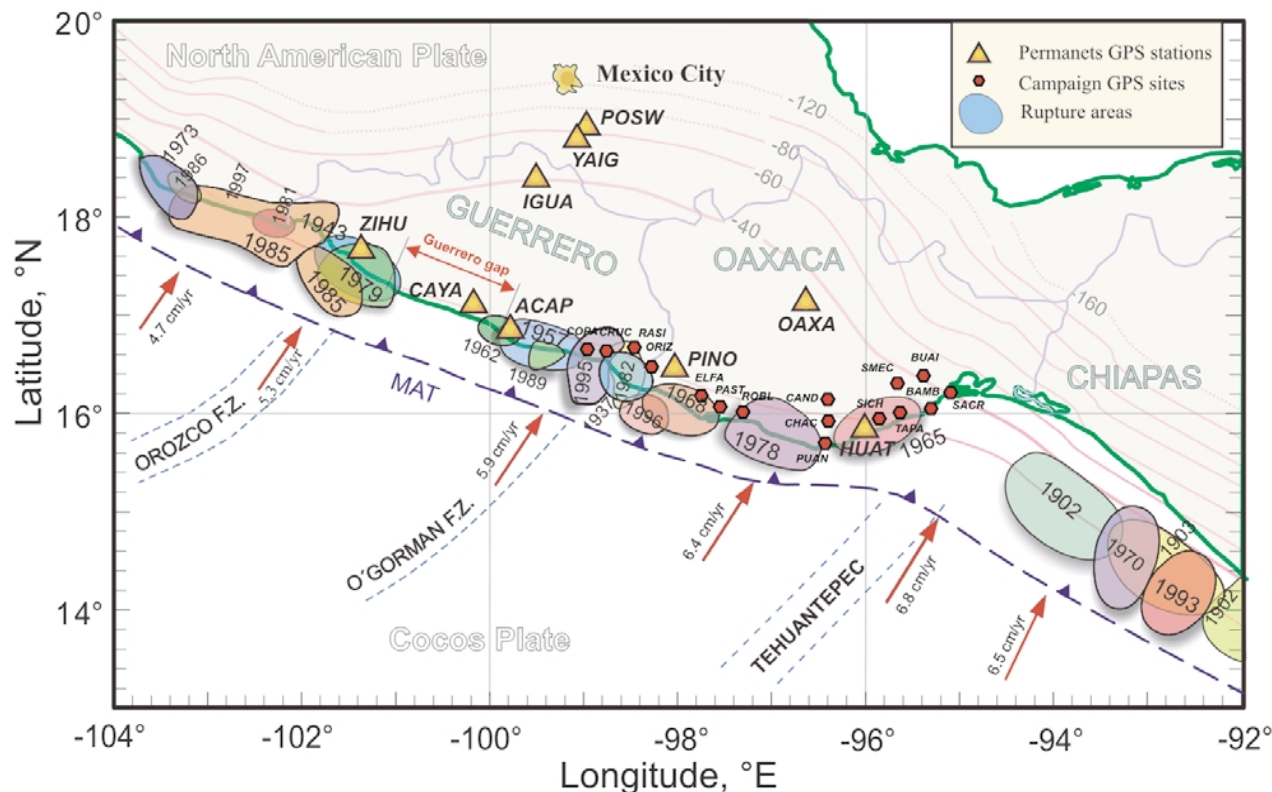 20°
18°
16°
14°
Latitude, °N
North American Plate
Mexico City
Permanets GPS stations
Campaign GPS sites
Rupture areas
-120
-80
-60
-40
-160
POSW
YAIG
IGUA
GUERRERO
OAXACA
CHIAPAS
1973
1986
1997
1981
1943
1985
ZIHU
1979
1985
Guerrero gap
CAYA
ACAP
1962
1957
1989
COPA
CRUC
RASI
ORIZ
1995
1982
1937
1996
1968
PINO
ELFA
PAST
ROBL
OAXA
1978
CAND
CHAC
PUAN
SMEC
BUAI
BAMB
SICH
TAPA
SACR
HUAT
1965
1902
1970
1903
1993
1902
MAT
4.7 cm/yr
5.3 cm/yr
5.9 cm/yr
6.4 cm/yr
6.8 cm/yr
6.5 cm/yr
OROZCO F.Z.
O´GORMAN F.Z.
TEHUANTEPEC
Cocos Plate
-104°
-102°
-100°
-98°
-96°
-94°
-92°
Longitude, °E